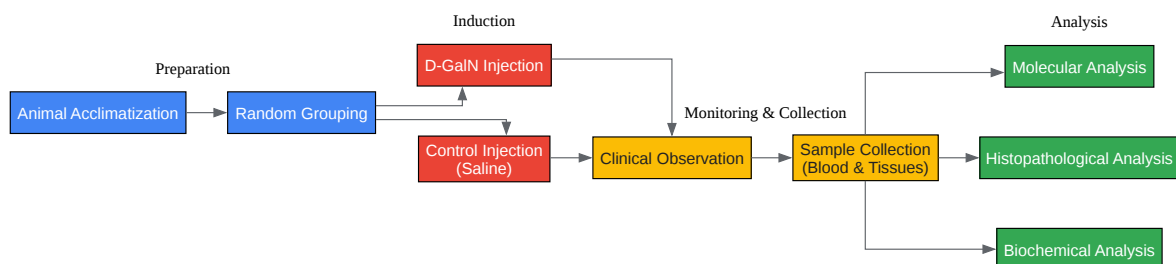 Preparation
Animal Acclimatization
Random Grouping
Induction
D-GalN Injection
Control Injection
(Saline)
Monitoring & Collection
Clinical Observation
Sample Collection
(Blood & Tissues)
Analysis
Molecular Analysis
Histopathological Analysis
Biochemical Analysis